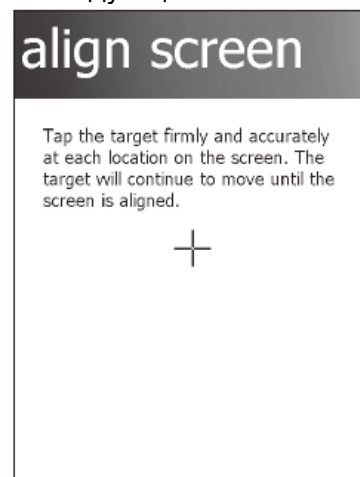 align screen
Tap the target firmly and accurately
at each location on the screen. The
target will continue to move until the
screen is aligned.